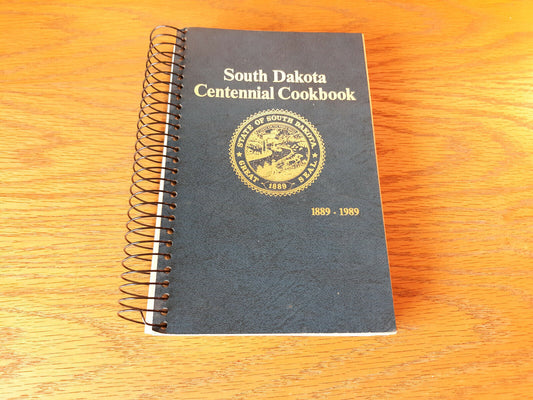 South Dakota
Centennial Cookbook
STATE OF SOUTH DAKOTA
GREAT SEAL
1889
1889 - 1989